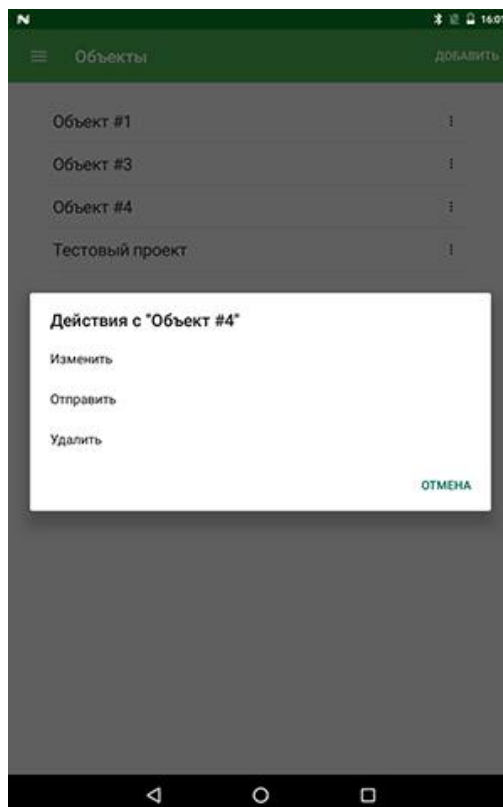 16:01
Объекты
ДОБАВИТЬ
Объект #1
Объект #3
Объект #4
Тестовый проект
Действия с "Объект #4"
Изменить
Отправить
Удалить
ОТМЕНА